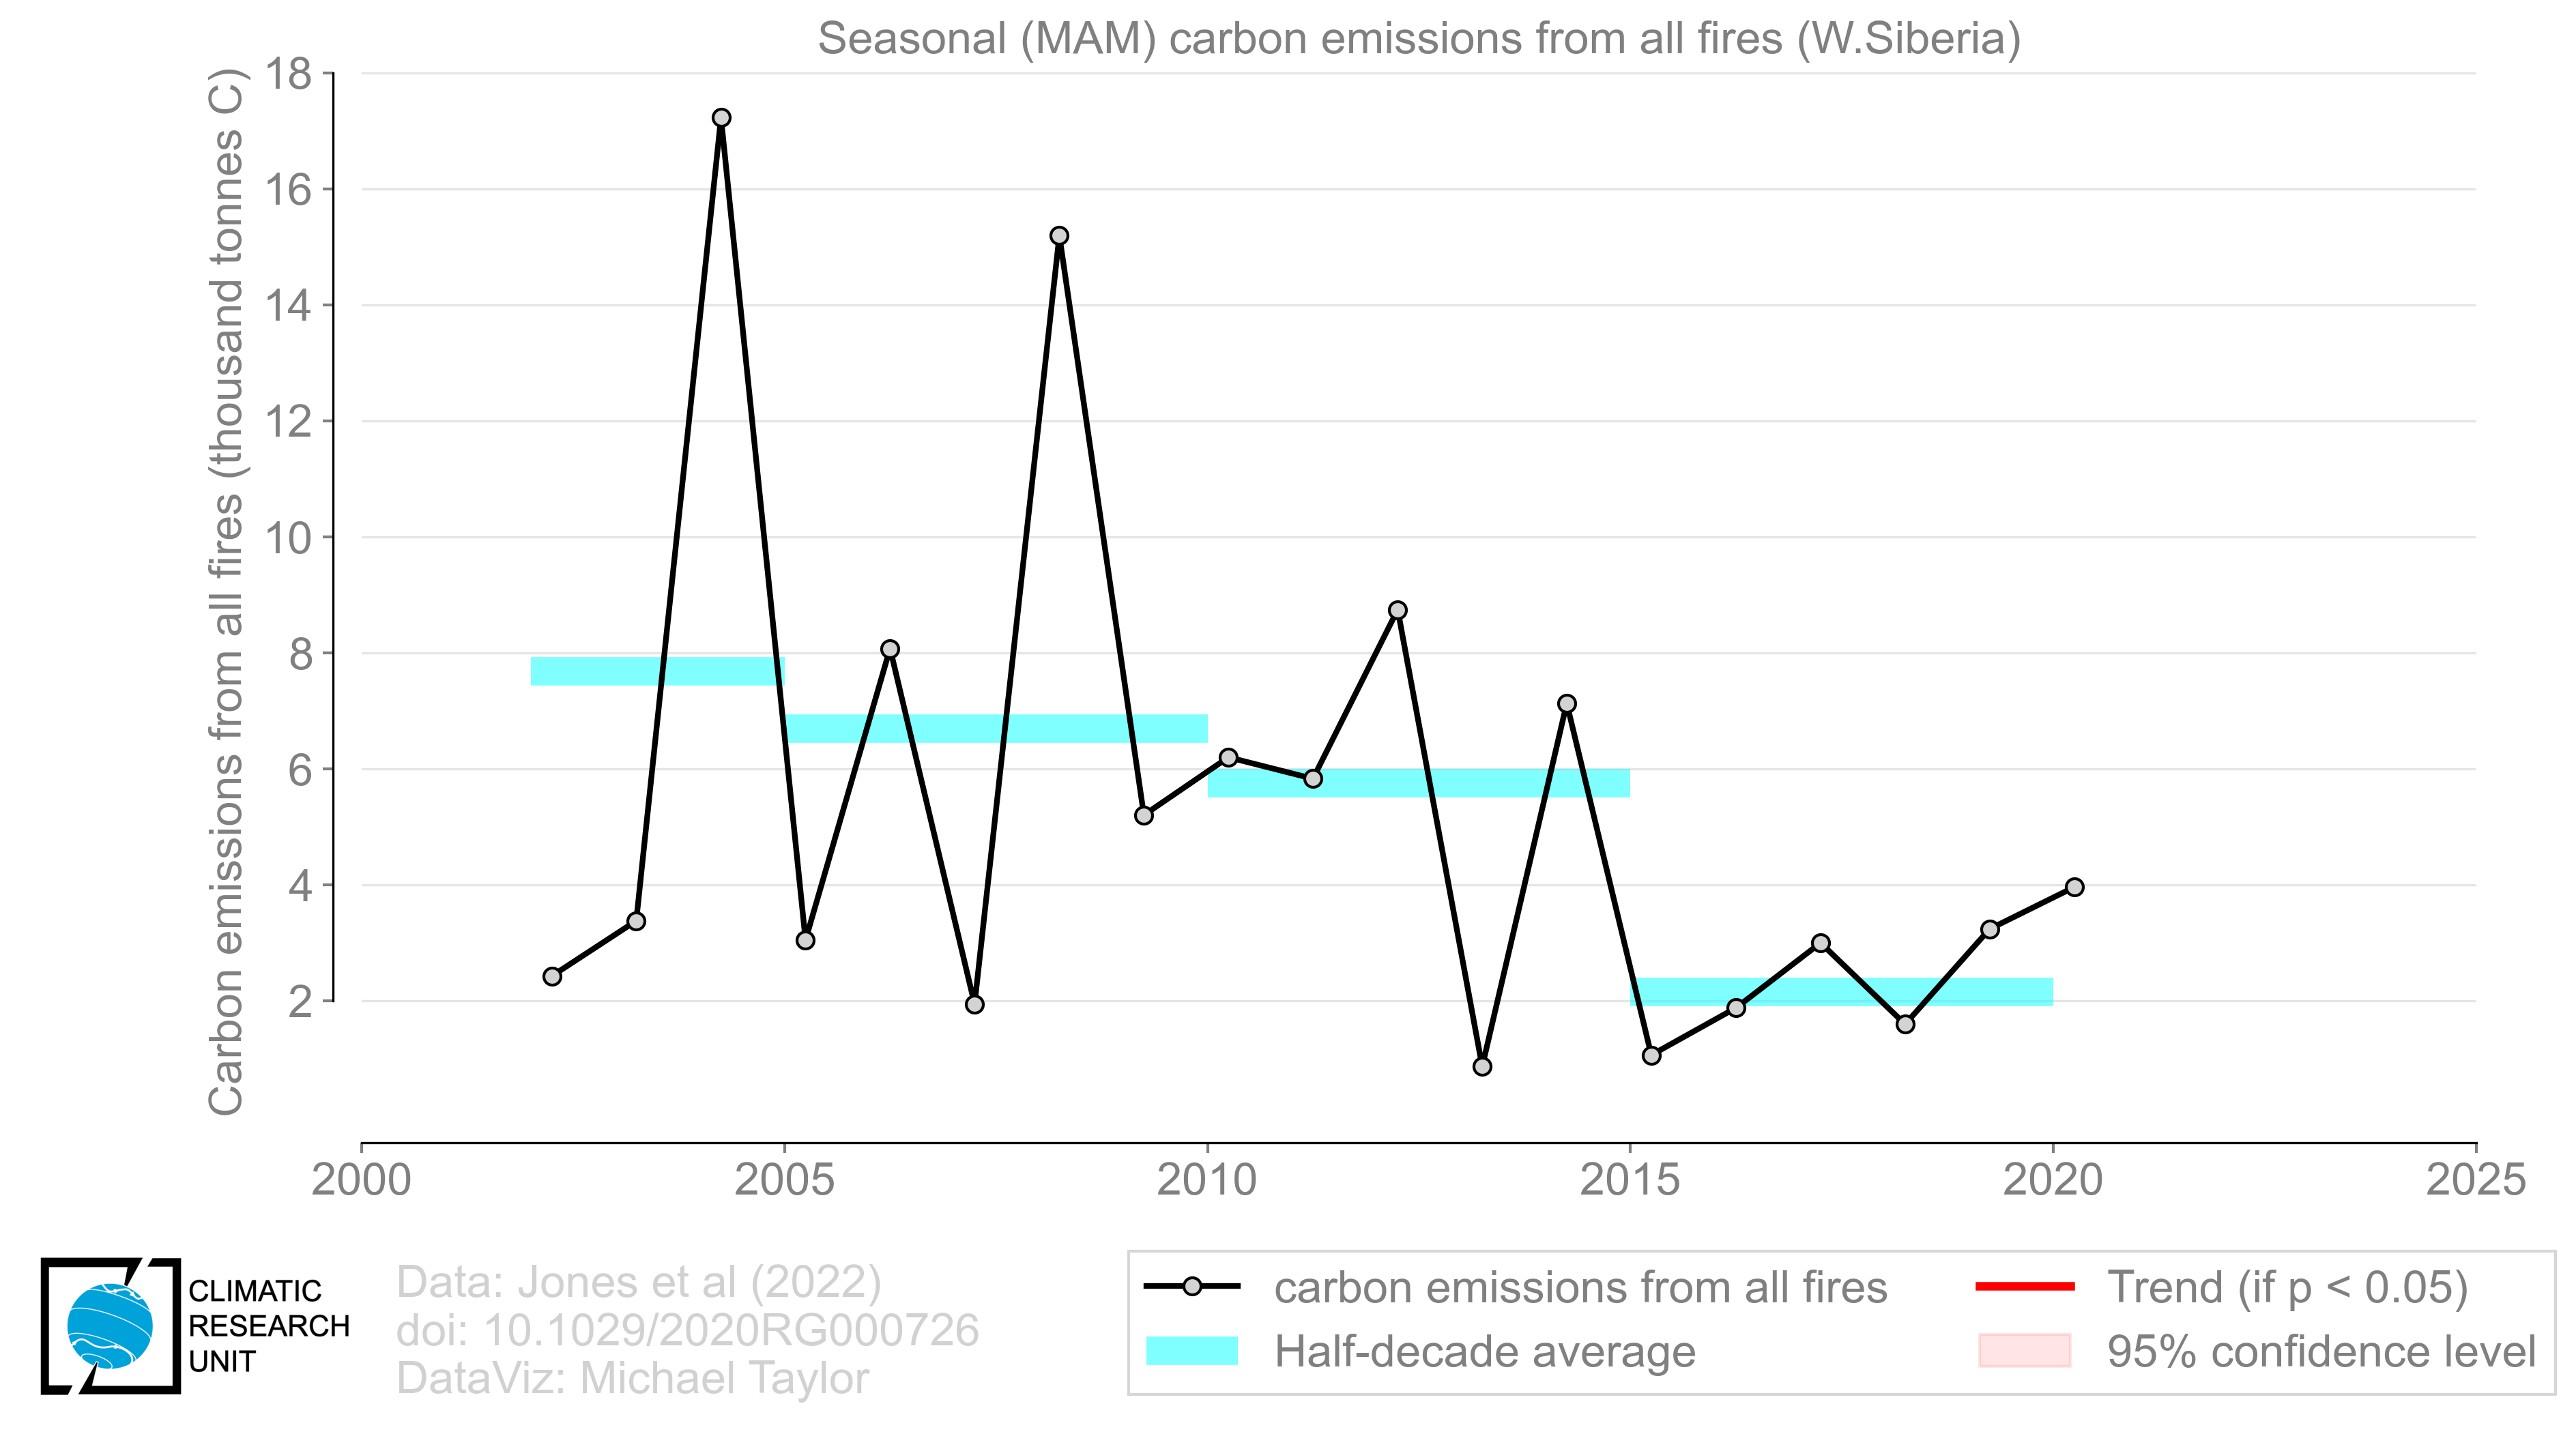 Seasonal (MAM) carbon emissions from all fires (W.Siberia)
Carbon emissions from all fires (thousand tonnes C)
18
16
14
12
10
8
6
4
2
2000 2005 2010 2015 2020 2025
CLIMATIC
RESEARCH
UNIT
Data: Jones et al (2022)
doi: 10.1029/2020RG000726
DataViz: Michael Taylor
carbon emissions from all fires
Half-decade average
Trend (if p < 0.05)
95% confidence level